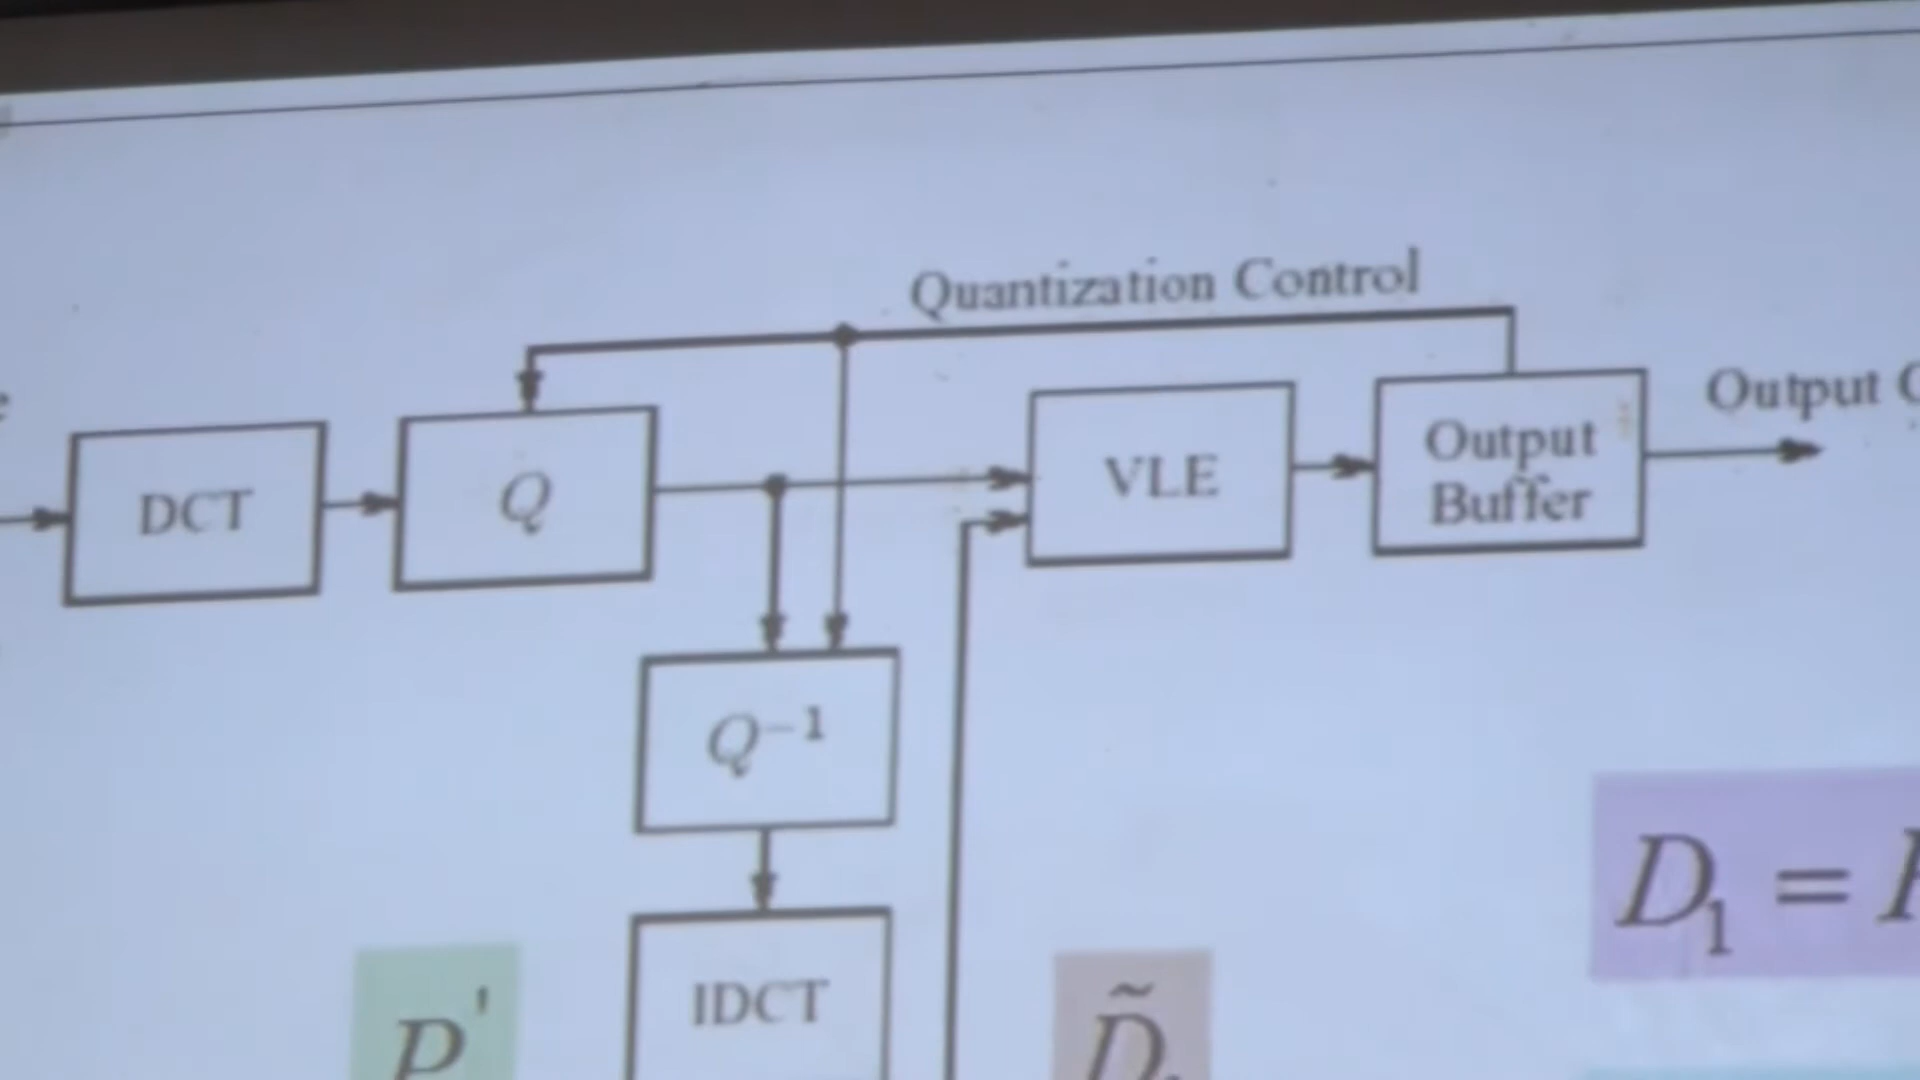 Quantization Control
Output
DCT
Q
VLE
Output
Buffer
Q⁻¹
D₁ =
IDCT
P'
D̃